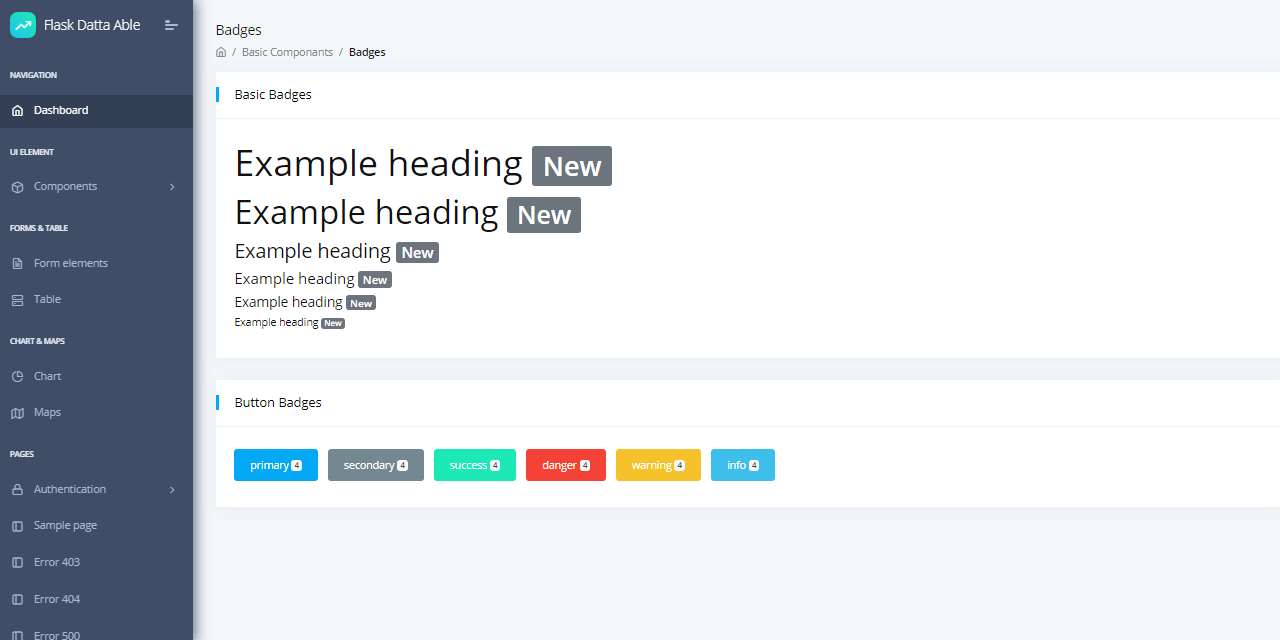 Flask Datta Able
NAVIGATION
Dashboard
UI ELEMENT
Components
FORMS & TABLE
Form elements
Table
CHART & MAPS
Chart
Maps
PAGES
Authentication
Sample page
Error 403
Error 404
Error 500
Badges
/ Basic Componants / Badges
Basic Badges
Example heading New
Example heading New
Example heading New
Example heading New
Example heading New
Example heading New
Button Badges
primary 4 secondary 4 success 4 danger 4 warning 4 info 4